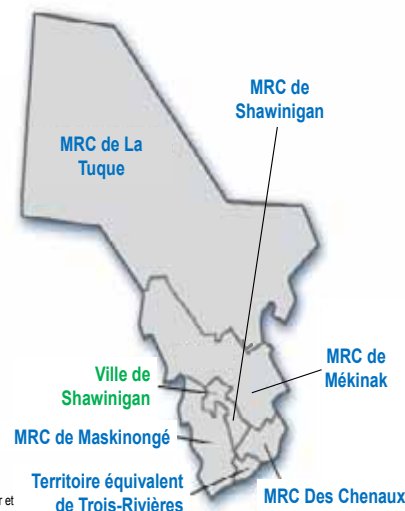 MRC de
Shawinigan
MRC de La
Tuque
MRC de
Mékinak
Ville de
Shawinigan
MRC de Maskinongé
Territoire équivalent
de Trois-Rivières
MRC Des Chenaux
r et